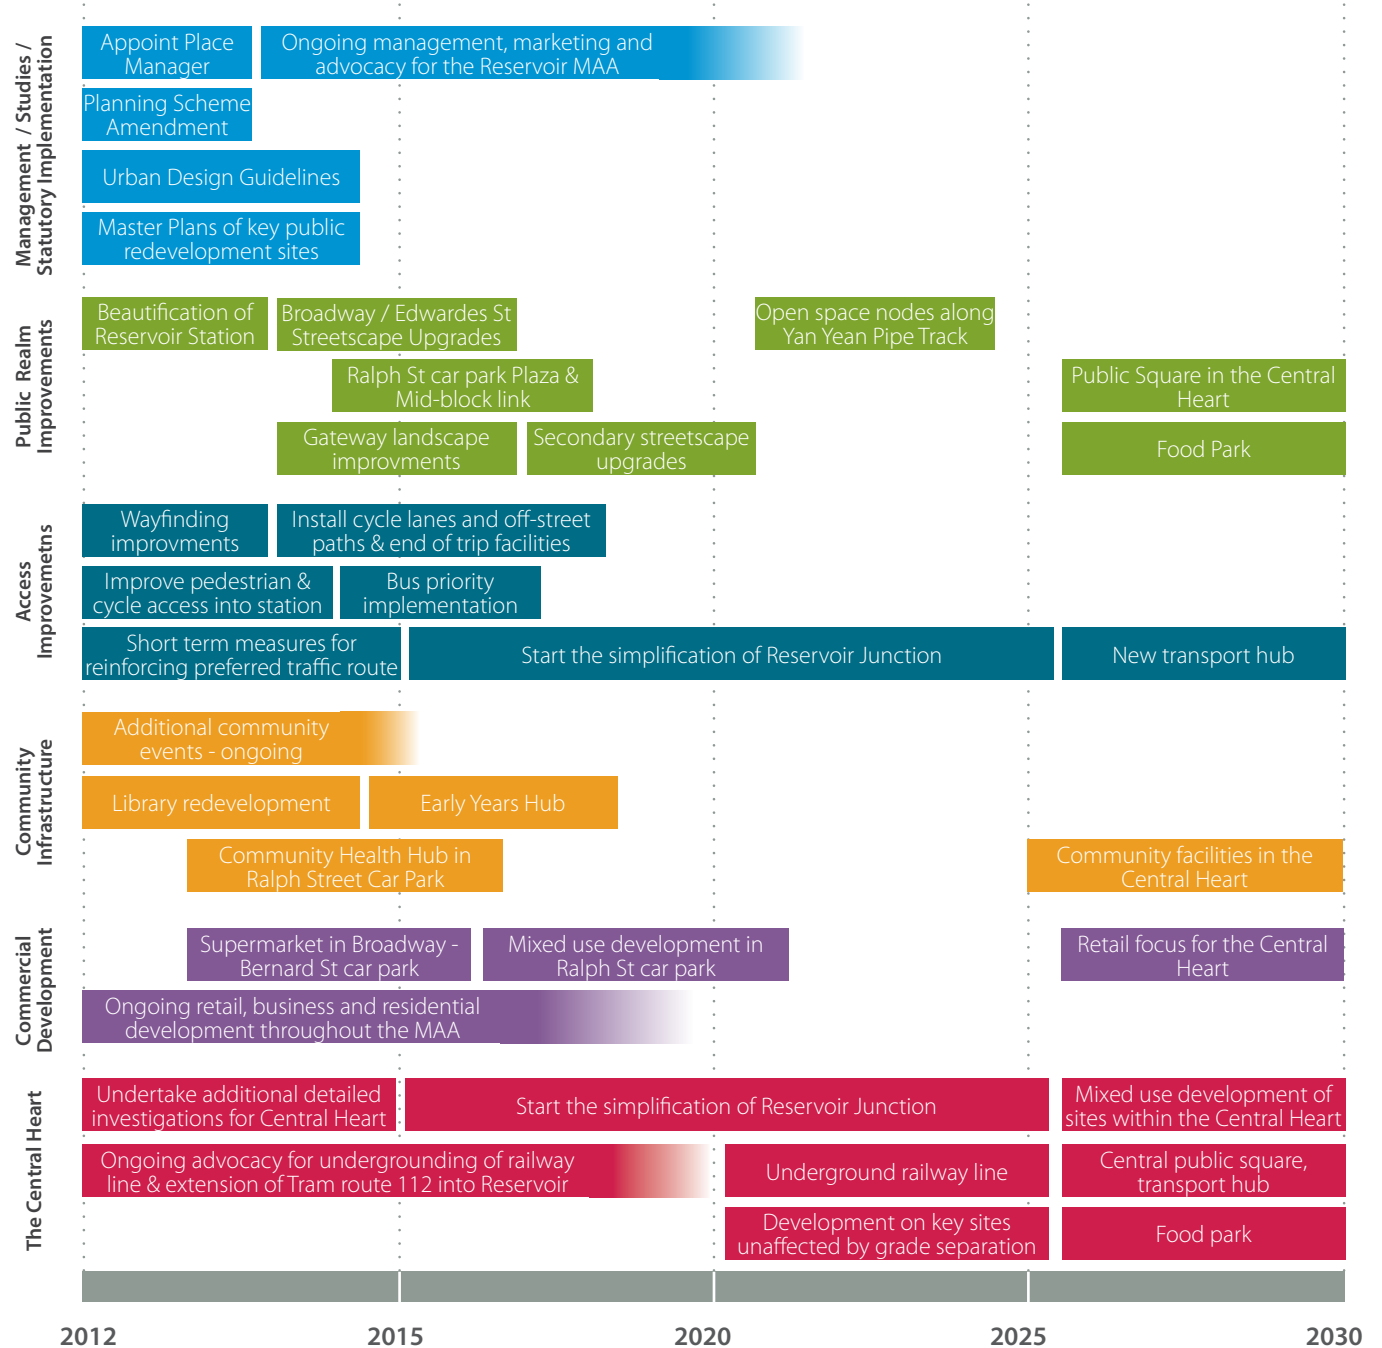 Management / Studies /
Statutory Implementation
Appoint Place
Manager
Ongoing management, marketing and
advocacy for the Reservoir MAA
Planning Scheme
Amendment
Urban Design Guidelines
Master Plans of key public
redevelopment sites
Public Realm
Improvements
Beautification of
Reservoir Station
Broadway / Edwardes St
Streetscape Upgrades
Open space nodes along
Yan Yean Pipe Track
Ralph St car park Plaza &
Mid-block link
Public Square in the Central
Heart
Gateway landscape
improvments
Secondary streetscape
upgrades
Food Park
Access
Improvemetns
Wayfinding
improvments
Install cycle lanes and off-street
paths & end of trip facilities
Improve pedestrian &
cycle access into station
Bus priority
implementation
Short term measures for
reinforcing preferred traffic route
Start the simplification of Reservoir Junction
New transport hub
Community
Infrastructure
Additional community
events - ongoing
Library redevelopment
Early Years Hub
Community Health Hub in
Ralph Street Car Park
Community facilities in the
Central Heart
Commercial
Development
Supermarket in Broadway -
Bernard St car park
Mixed use development in
Ralph St car park
Retail focus for the Central
Heart
Ongoing retail, business and residential
development throughout the MAA
The Central Heart
Undertake additional detailed
investigations for Central Heart
Start the simplification of Reservoir Junction
Mixed use development of
sites within the Central Heart
Ongoing advocacy for undergrounding of railway
line & extension of Tram route 112 into Reservoir
Underground railway line
Central public square,
transport hub
Development on key sites
unaffected by grade separation
Food park
2012
2015
2020
2025
2030